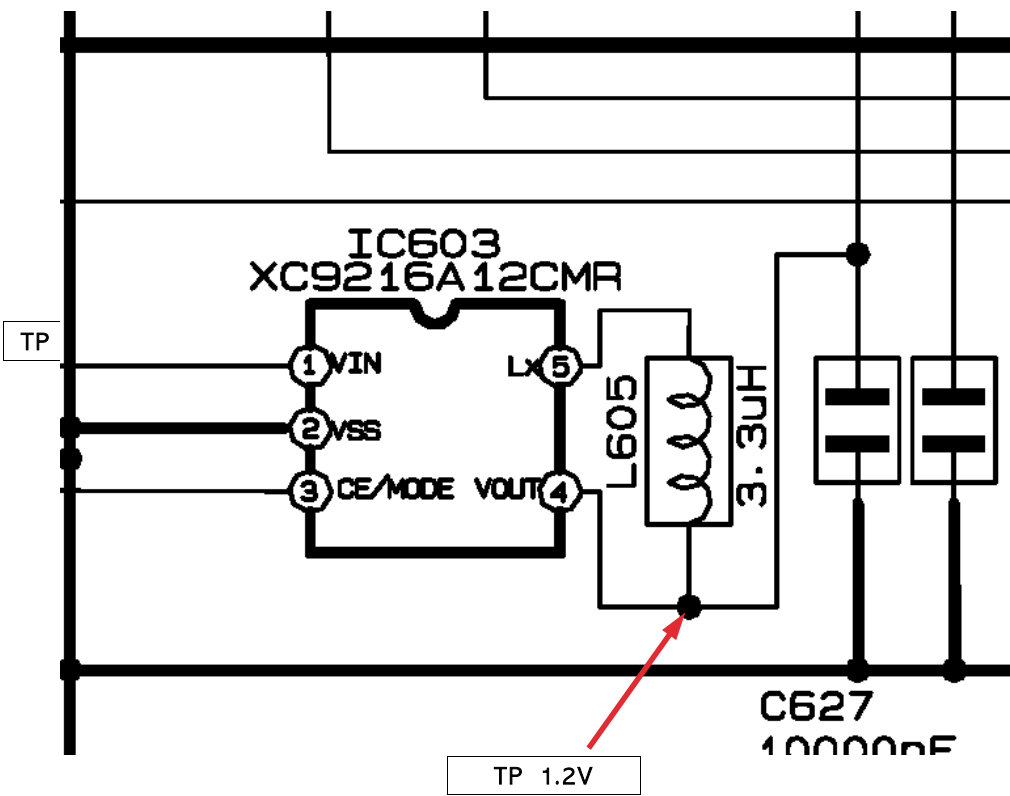 IC603
XC9216A12CMR
TP
1 VIN
Lx 5
2 VSS
3 CE/MODE
VOUT 4
L605
3.3uH
C627
10000nF
TP 1.2V